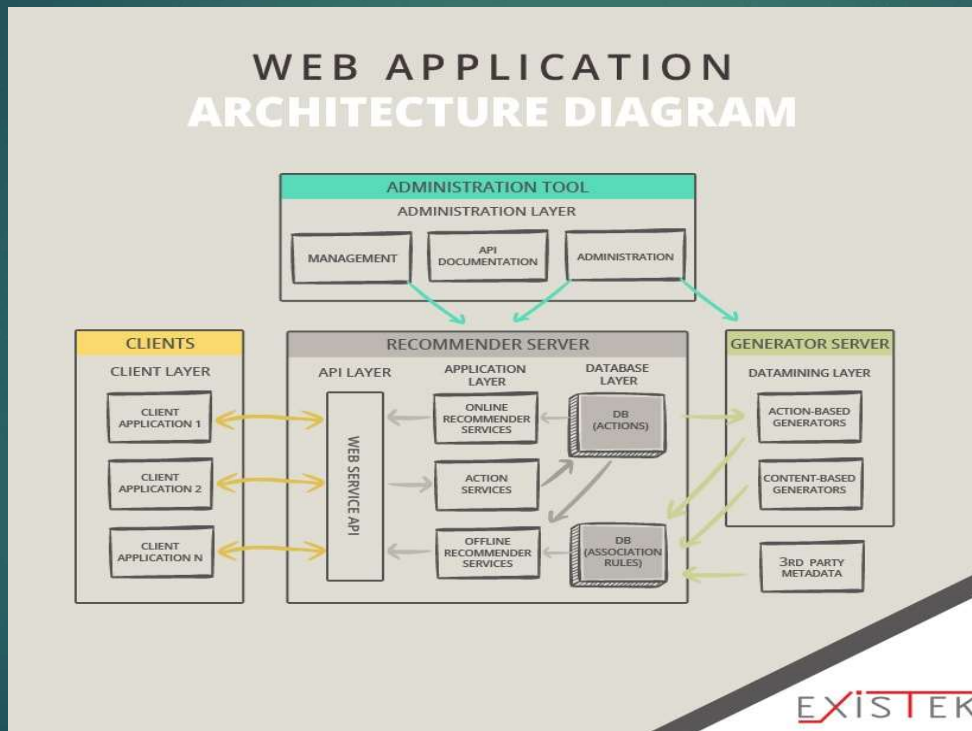 WEB APPLICATION
ARCHITECTURE DIAGRAM
ADMINISTRATION TOOL
ADMINISTRATION LAYER
MANAGEMENT
API
DOCUMENTATION
ADMINISTRATION
CLIENTS
CLIENT LAYER
CLIENT
APPLICATION 1
CLIENT
APPLICATION 2
CLIENT
APPLICATION N
RECOMMENDER SERVER
API LAYER
WEB SERVICE API
APPLICATION
LAYER
ONLINE
RECOMMENDER
SERVICES
ACTION
SERVICES
OFFLINE
RECOMMENDER
SERVICES
DATABASE
LAYER
DB
(ACTIONS)
DB
(ASSOCIATION
RULES)
GENERATOR SERVER
DATAMINING LAYER
ACTION-BASED
GENERATORS
CONTENT-BASED
GENERATORS
3RD PARTY
METADATA
EXISTEK